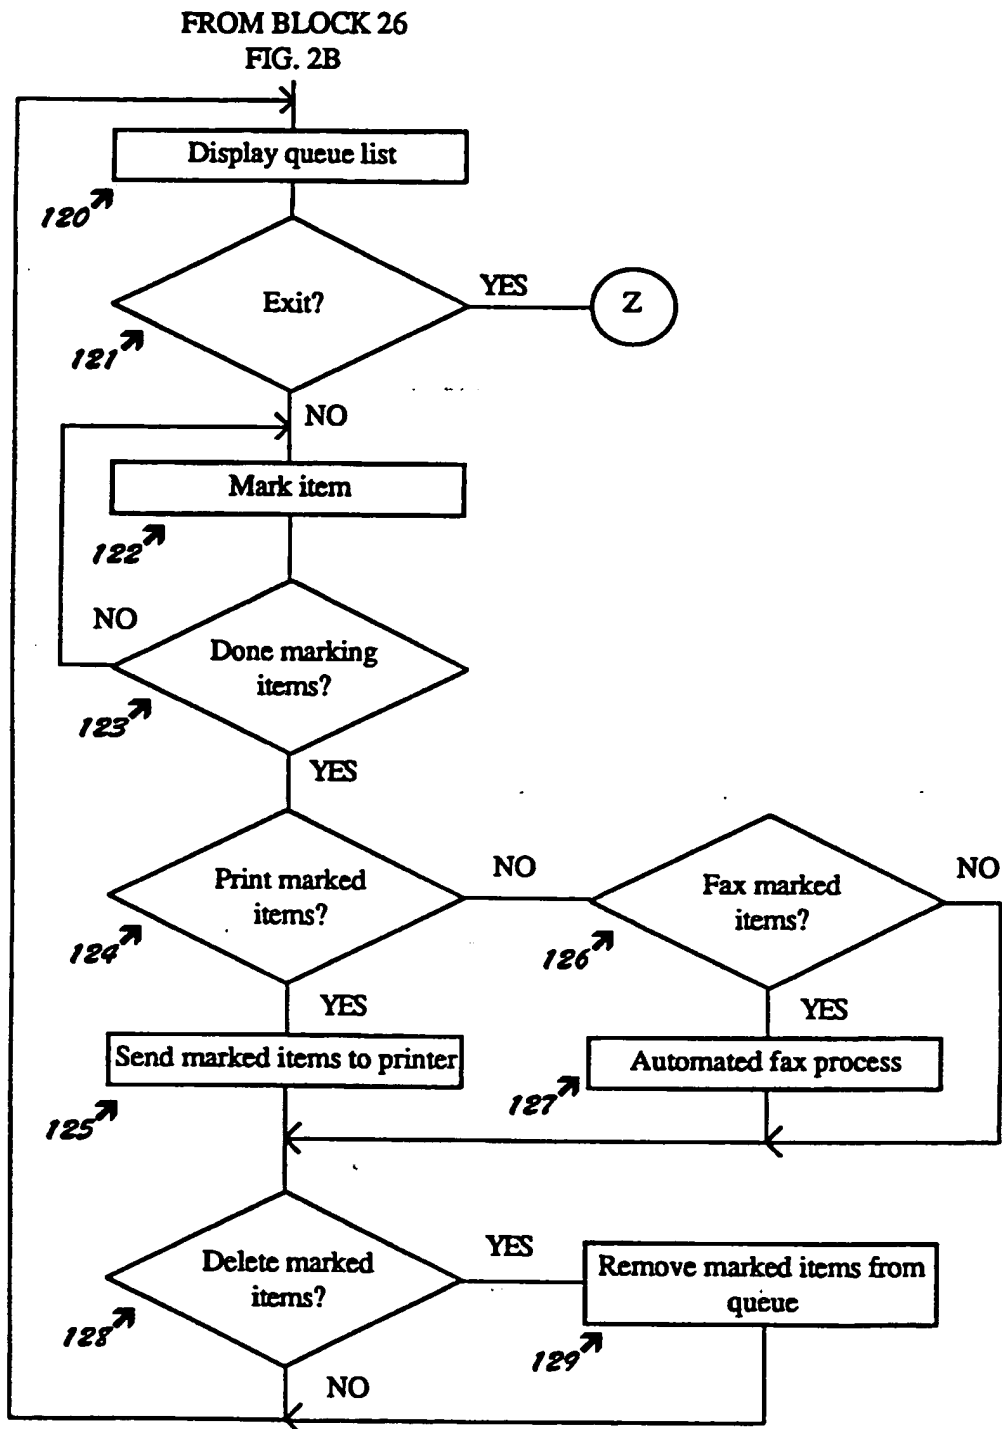 FROM BLOCK 26
FIG. 2B
Display queue list
120
Exit?
YES
Z
121
NO
Mark item
122
NO
Done marking
items?
123
YES
Print marked
items?
NO
Fax marked
items?
NO
124
126
YES
YES
Send marked items to printer
Automated fax process
125
127
Delete marked
items?
YES
Remove marked items from
queue
128
129
NO